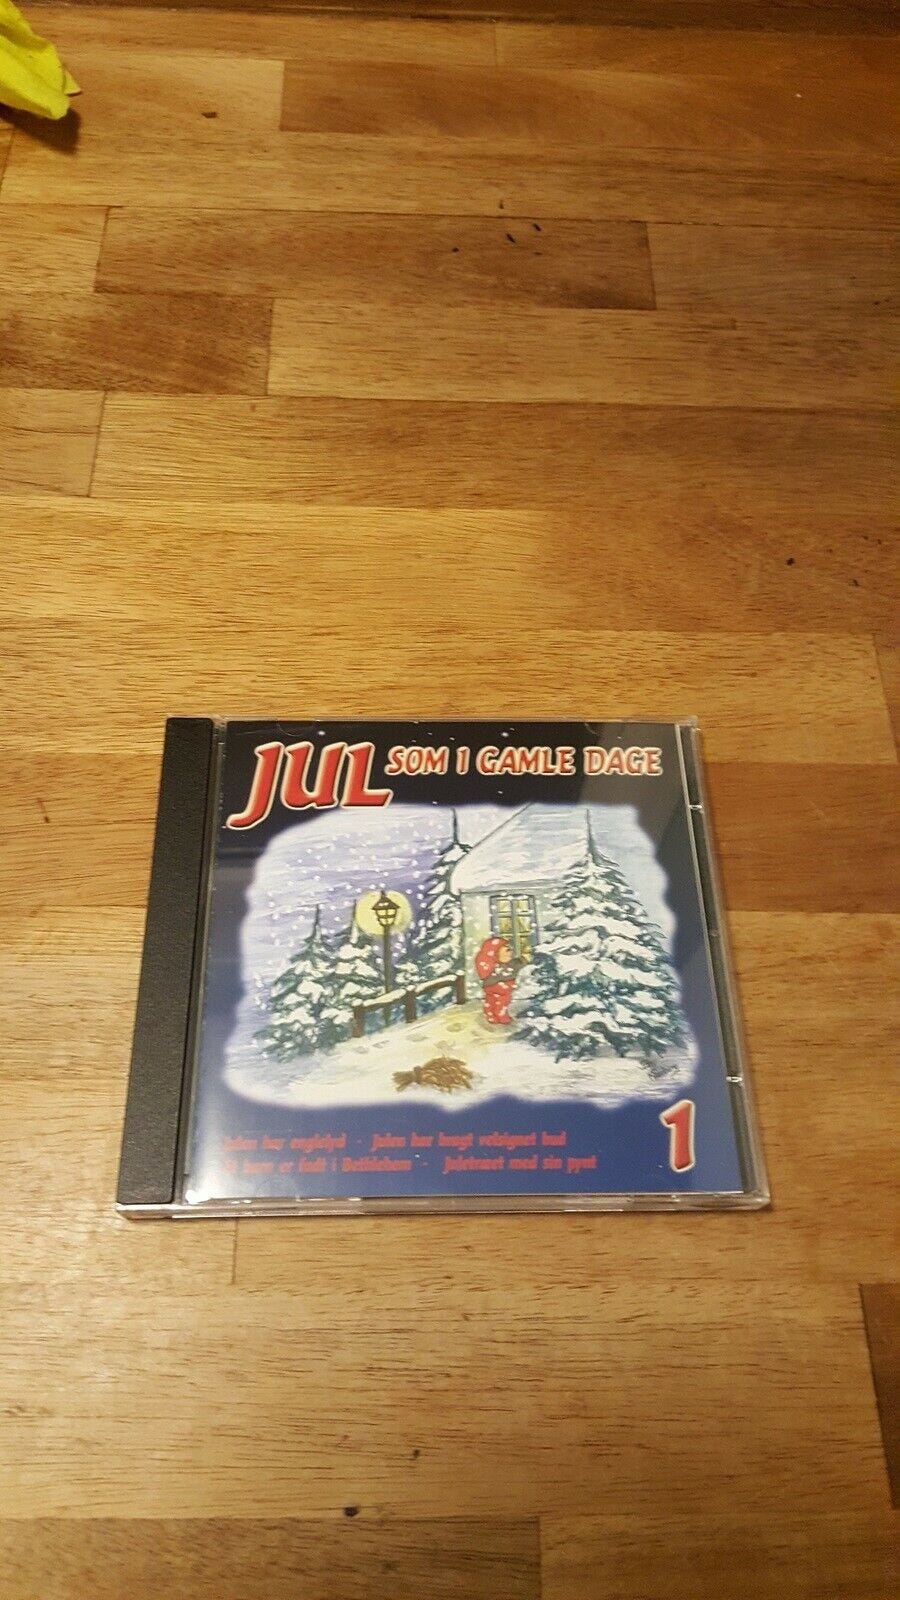 JUL SOM I GAMLE DAGE
Julen har englelyd · Julen har bragt velsignet bud
Et barn er født i Bethlehem · Juletræet med sin pynt
1